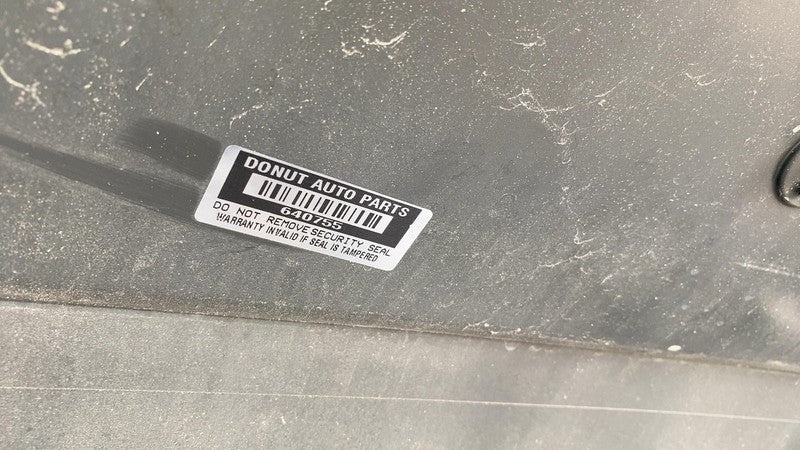 DONUT AUTO PARTS
640755
DO NOT REMOVE SECURITY SEAL
WARRANTY INVALID IF SEAL IS TAMPERED